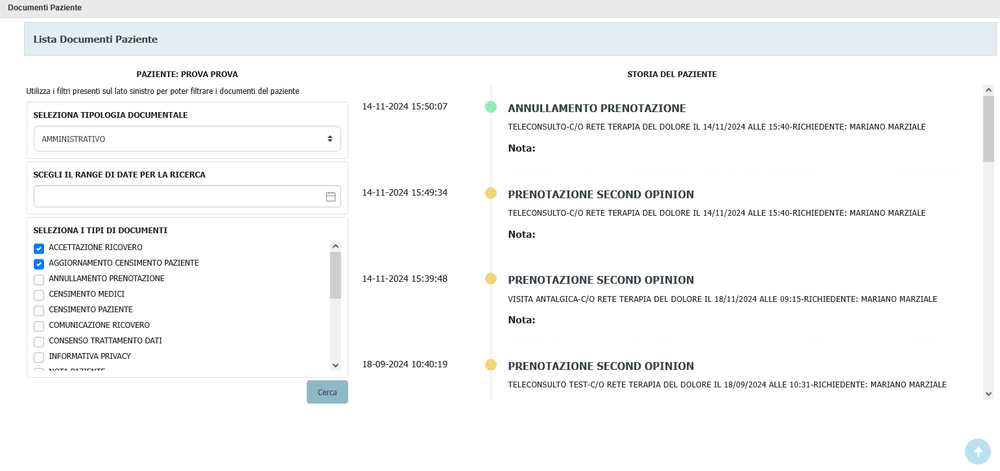 Documenti Paziente
Lista Documenti Paziente
PAZIENTE: PROVA PROVA
Utilizza i filtri presenti sul lato sinistro per poter filtrare i documenti del paziente
SELEZIONA TIPOLOGIA DOCUMENTALE
AMMINISTRATIVO
SCEGLI IL RANGE DI DATE PER LA RICERCA
SELEZIONA I TIPI DI DOCUMENTI
ACCETTAZIONE RICOVERO
AGGIORNAMENTO CENSIMENTO PAZIENTE
ANNULLAMENTO PRENOTAZIONE
CENSIMENTO MEDICI
CENSIMENTO PAZIENTE
COMUNICAZIONE RICOVERO
CONSENSO TRATTAMENTO DATI
INFORMATIVA PRIVACY
NOTA PAZIENTE
Cerca
STORIA DEL PAZIENTE
14-11-2024 15:50:07
ANNULLAMENTO PRENOTAZIONE
TELECONSULTO-C/O RETE TERAPIA DEL DOLORE IL 14/11/2024 ALLE 15:40-RICHIEDENTE: MARIANO MARZIALE
Nota:
14-11-2024 15:49:34
PRENOTAZIONE SECOND OPINION
TELECONSULTO-C/O RETE TERAPIA DEL DOLORE IL 14/11/2024 ALLE 15:40-RICHIEDENTE: MARIANO MARZIALE
Nota:
14-11-2024 15:39:48
PRENOTAZIONE SECOND OPINION
VISITA ANTALGICA-C/O RETE TERAPIA DEL DOLORE IL 18/11/2024 ALLE 09:15-RICHIEDENTE: MARIANO MARZIALE
Nota:
18-09-2024 10:40:19
PRENOTAZIONE SECOND OPINION
TELECONSULTO TEST-C/O RETE TERAPIA DEL DOLORE IL 18/09/2024 ALLE 10:31-RICHIEDENTE: MARIANO MARZIALE